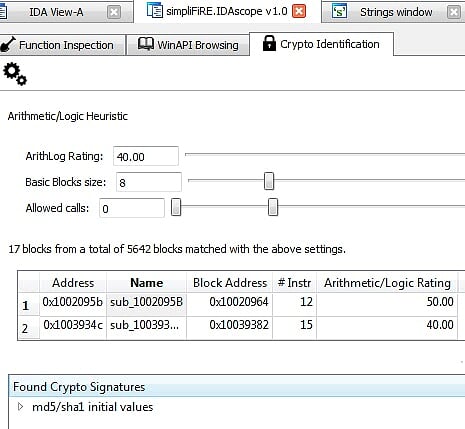 IDA View-A simpliFiRE.IDAscope v1.0 Strings window
Function Inspection WinAPI Browsing Crypto Identification
Arithmetic/Logic Heuristic
ArithLog Rating: 40.00
Basic Blocks size: 8
Allowed calls: 0
17 blocks from a total of 5642 blocks matched with the above settings.
Address Name Block Address # Instr Arithmetic/Logic Rating
1 0x1002095b sub_1002095B 0x10020964 12 50.00
2 0x1003934c sub_100393... 0x10039382 15 40.00
Found Crypto Signatures
md5/sha1 initial values